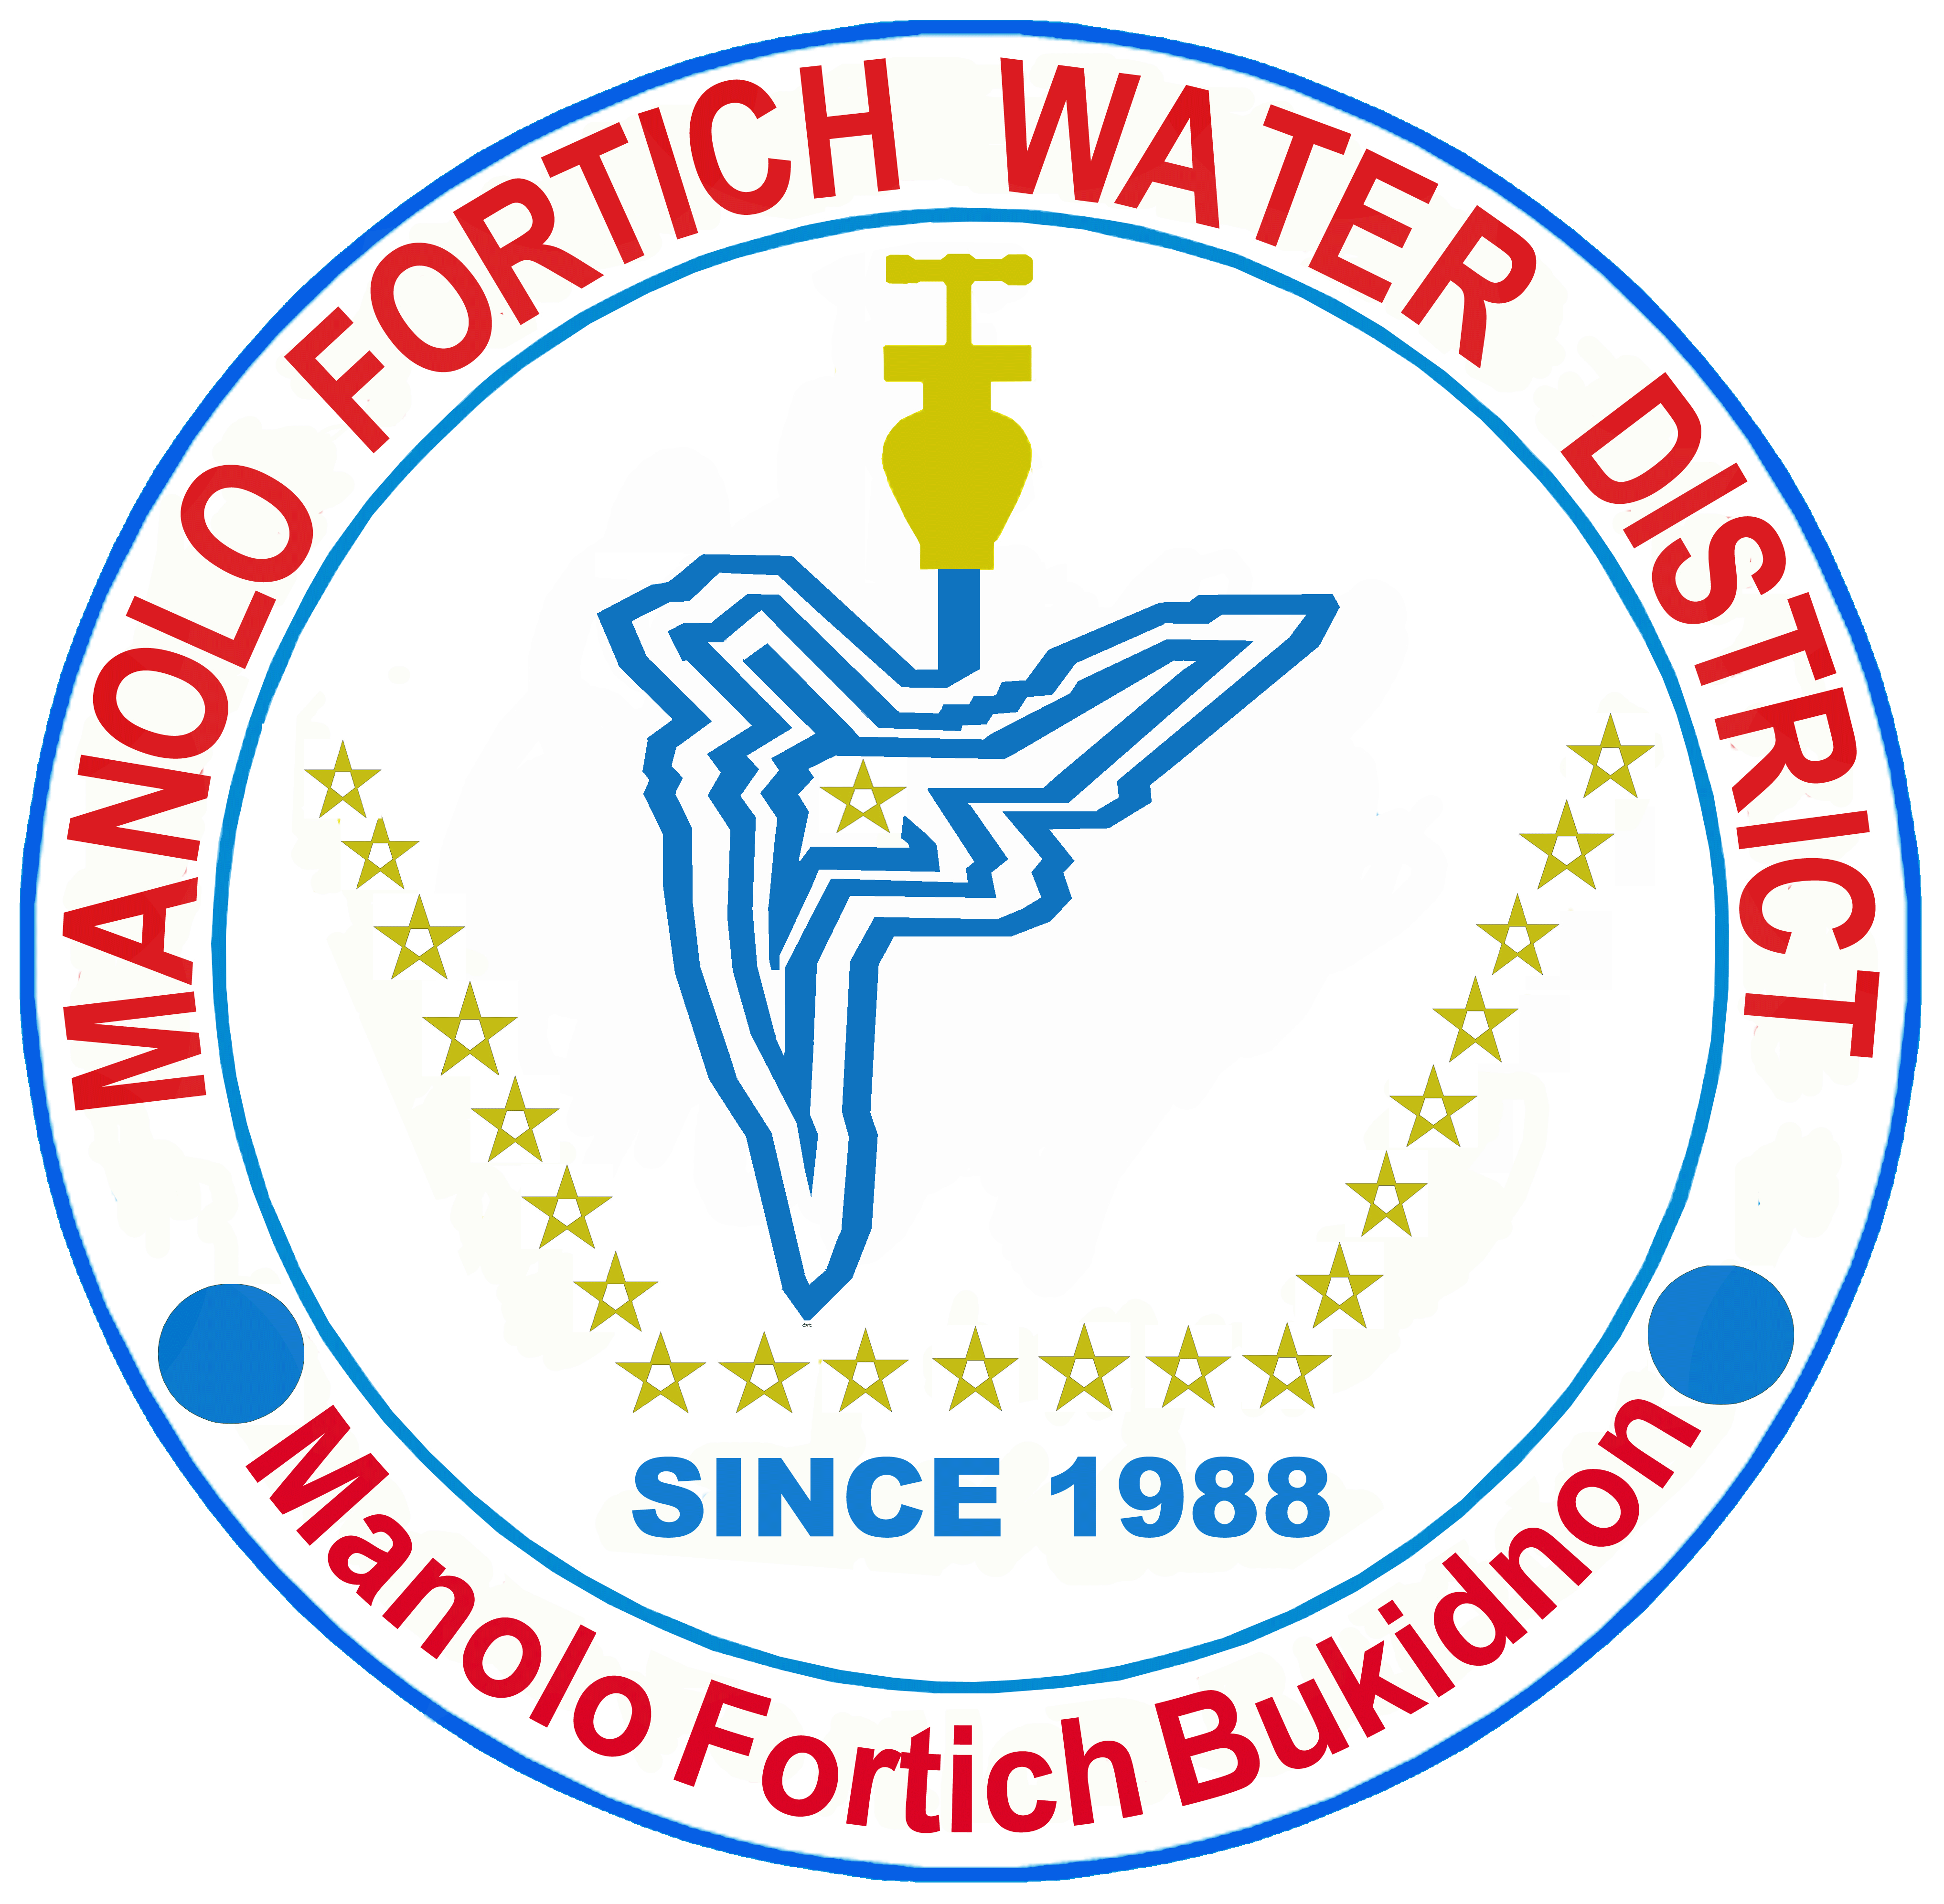 MANOLO FORTICH WATER DISTRICT
SINCE 1988
Manolo Fortich Bukidnon